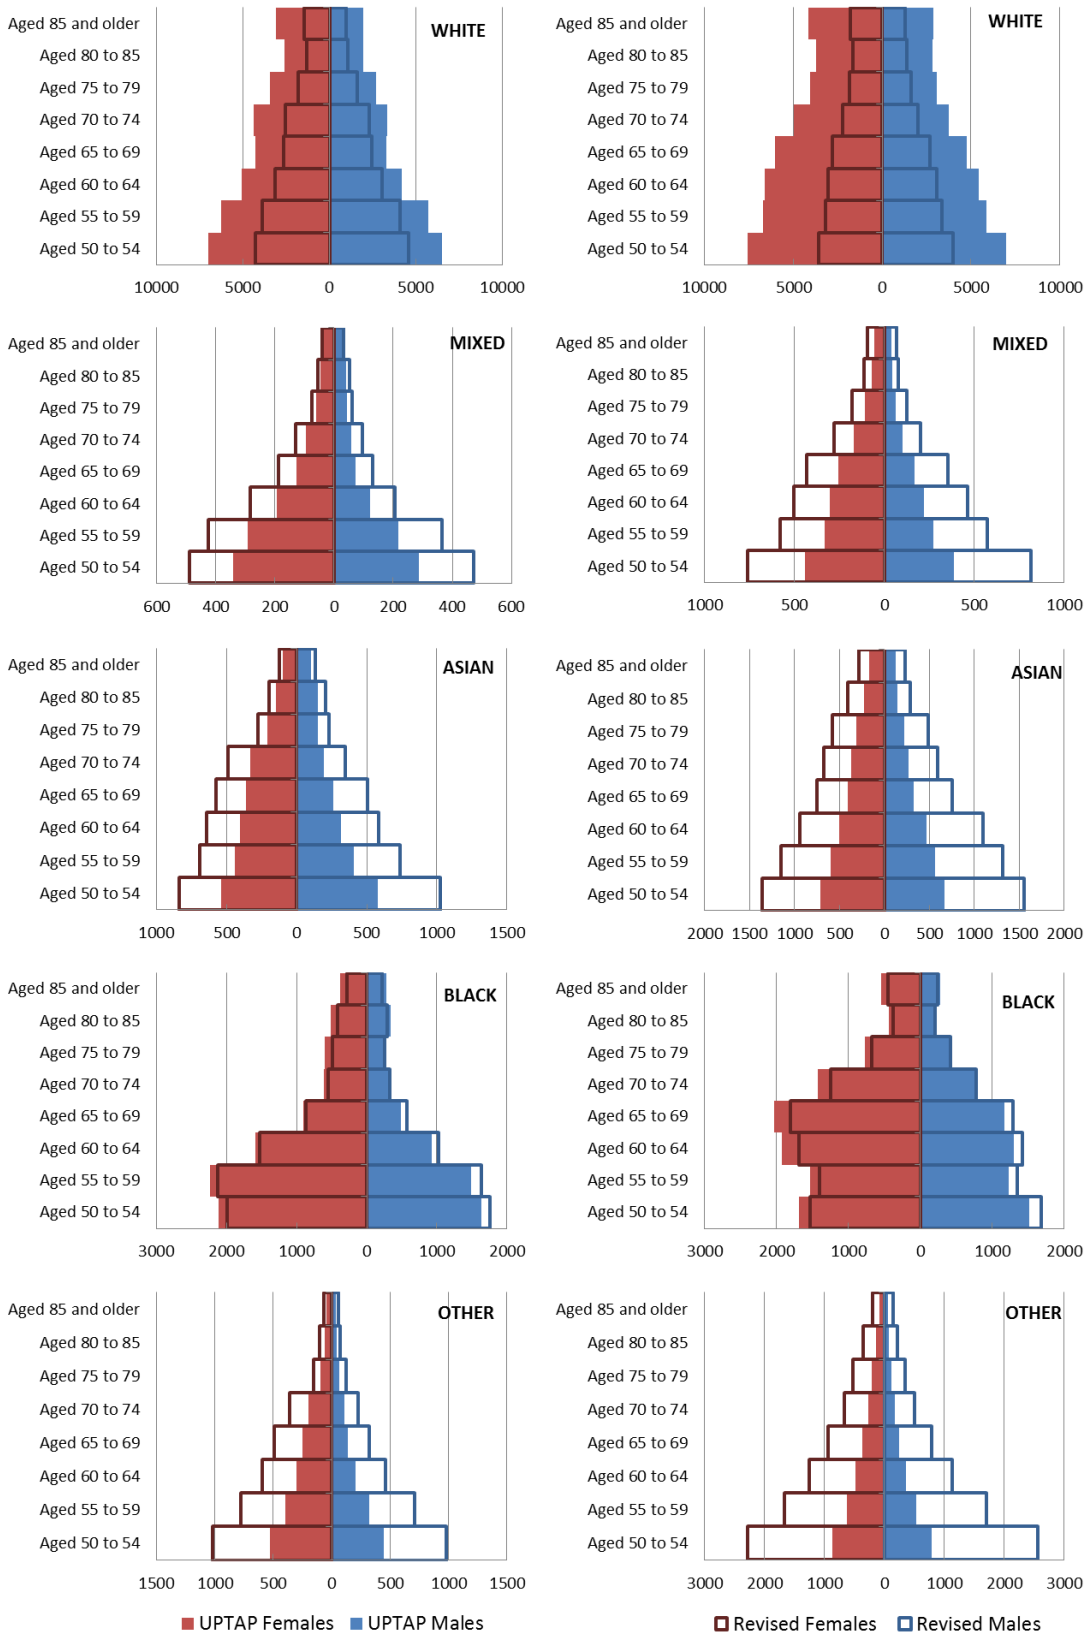 WHITE
Aged 85 and older
Aged 80 to 85
Aged 75 to 79
Aged 70 to 74
Aged 65 to 69
Aged 60 to 64
Aged 55 to 59
Aged 50 to 54
10000 5000 0 5000 10000
WHITE
Aged 85 and older
Aged 80 to 85
Aged 75 to 79
Aged 70 to 74
Aged 65 to 69
Aged 60 to 64
Aged 55 to 59
Aged 50 to 54
10000 5000 0 5000 10000
MIXED
Aged 85 and older
Aged 80 to 85
Aged 75 to 79
Aged 70 to 74
Aged 65 to 69
Aged 60 to 64
Aged 55 to 59
Aged 50 to 54
600 400 200 0 200 400 600
MIXED
Aged 85 and older
Aged 80 to 85
Aged 75 to 79
Aged 70 to 74
Aged 65 to 69
Aged 60 to 64
Aged 55 to 59
Aged 50 to 54
1000 500 0 500 1000
ASIAN
Aged 85 and older
Aged 80 to 85
Aged 75 to 79
Aged 70 to 74
Aged 65 to 69
Aged 60 to 64
Aged 55 to 59
Aged 50 to 54
1000 500 0 500 1000 1500
ASIAN
Aged 85 and older
Aged 80 to 85
Aged 75 to 79
Aged 70 to 74
Aged 65 to 69
Aged 60 to 64
Aged 55 to 59
Aged 50 to 54
2000 1500 1000 500 0 500 1000 1500 2000
BLACK
Aged 85 and older
Aged 80 to 85
Aged 75 to 79
Aged 70 to 74
Aged 65 to 69
Aged 60 to 64
Aged 55 to 59
Aged 50 to 54
3000 2000 1000 0 1000 2000
BLACK
Aged 85 and older
Aged 80 to 85
Aged 75 to 79
Aged 70 to 74
Aged 65 to 69
Aged 60 to 64
Aged 55 to 59
Aged 50 to 54
3000 2000 1000 0 1000 2000
OTHER
Aged 85 and older
Aged 80 to 85
Aged 75 to 79
Aged 70 to 74
Aged 65 to 69
Aged 60 to 64
Aged 55 to 59
Aged 50 to 54
1500 1000 500 0 500 1000 1500
OTHER
Aged 85 and older
Aged 80 to 85
Aged 75 to 79
Aged 70 to 74
Aged 65 to 69
Aged 60 to 64
Aged 55 to 59
Aged 50 to 54
3000 2000 1000 0 1000 2000 3000
UPTAP Females UPTAP Males Revised Females Revised Males